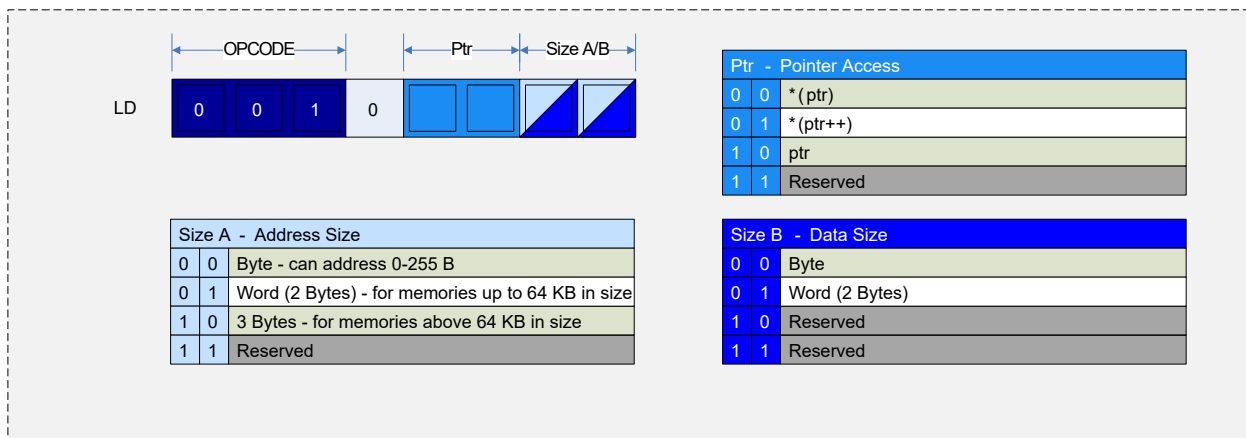 OPCODE Ptr Size A/B
LD 0 0 1 0
Ptr - Pointer Access
0 0 *(ptr)
0 1 *(ptr++)
1 0 ptr
1 1 Reserved
Size A - Address Size
0 0 Byte - can address 0-255 B
0 1 Word (2 Bytes) - for memories up to 64 KB in size
1 0 3 Bytes - for memories above 64 KB in size
1 1 Reserved
Size B - Data Size
0 0 Byte
0 1 Word (2 Bytes)
1 0 Reserved
1 1 Reserved